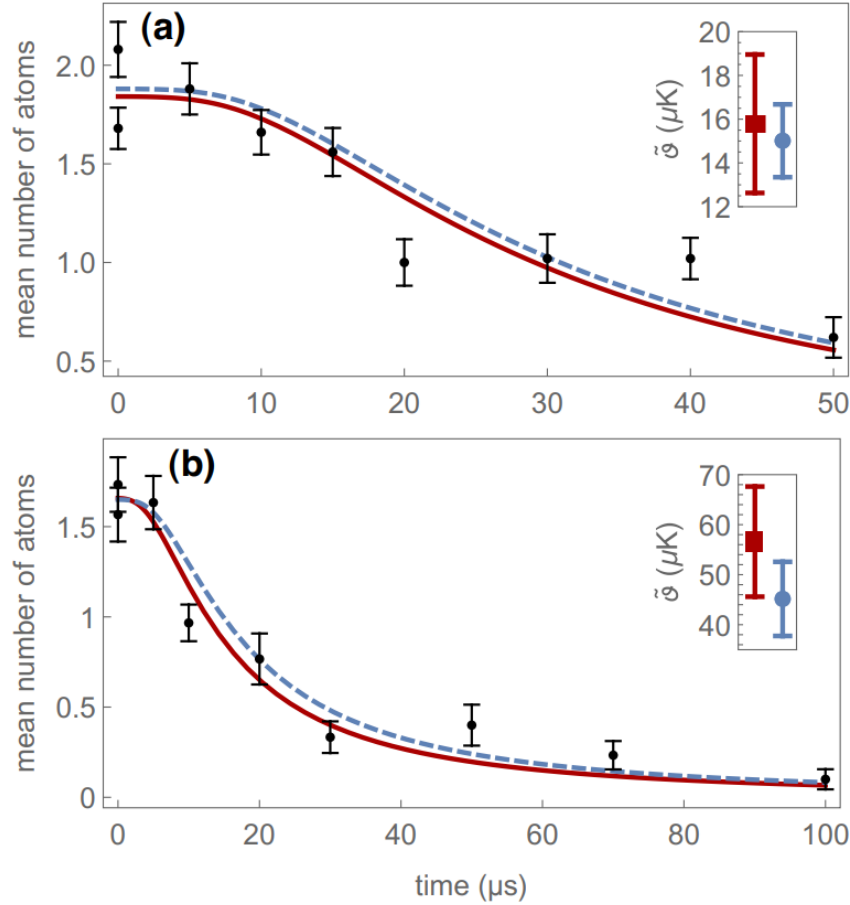 (a)
mean number of atoms
2.0
1.5
1.0
0.5
0 10 20 30 40 50
ϑ̃ (μK)
20
18
16
14
12
(b)
mean number of atoms
1.5
1
0.5
0
0 20 40 60 80 100
ϑ̃ (μK)
70
60
50
40
time (μs)